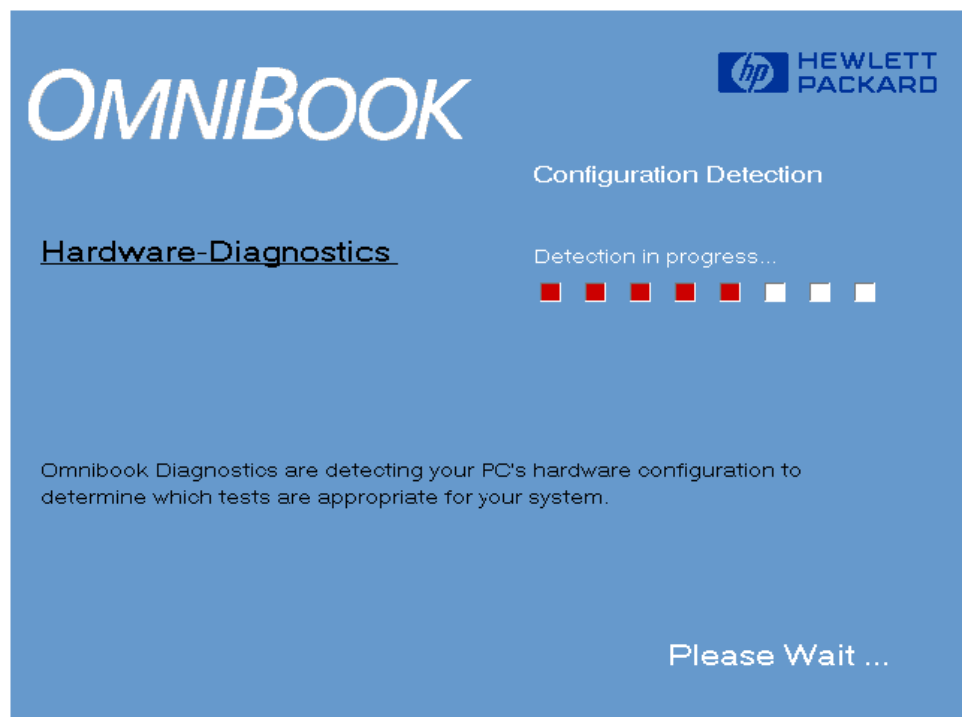 OMNIBOOK
hp HEWLETT PACKARD
Configuration Detection
Hardware-Diagnostics
Detection in progress...
Omnibook Diagnostics are detecting your PC's hardware configuration to
determine which tests are appropriate for your system.
Please Wait ...